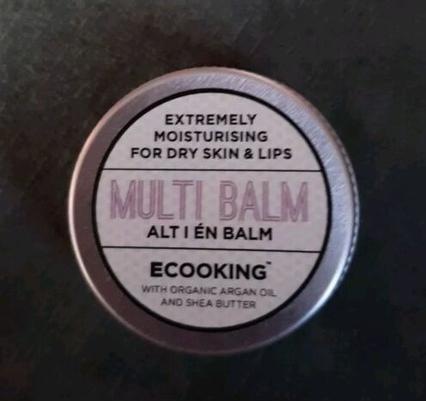 EXTREMELY
MOISTURISING
FOR DRY SKIN & LIPS
MULTI BALM
ALT I ÉN BALM
ECOOKING™
WITH ORGANIC ARGAN OIL
AND SHEA BUTTER